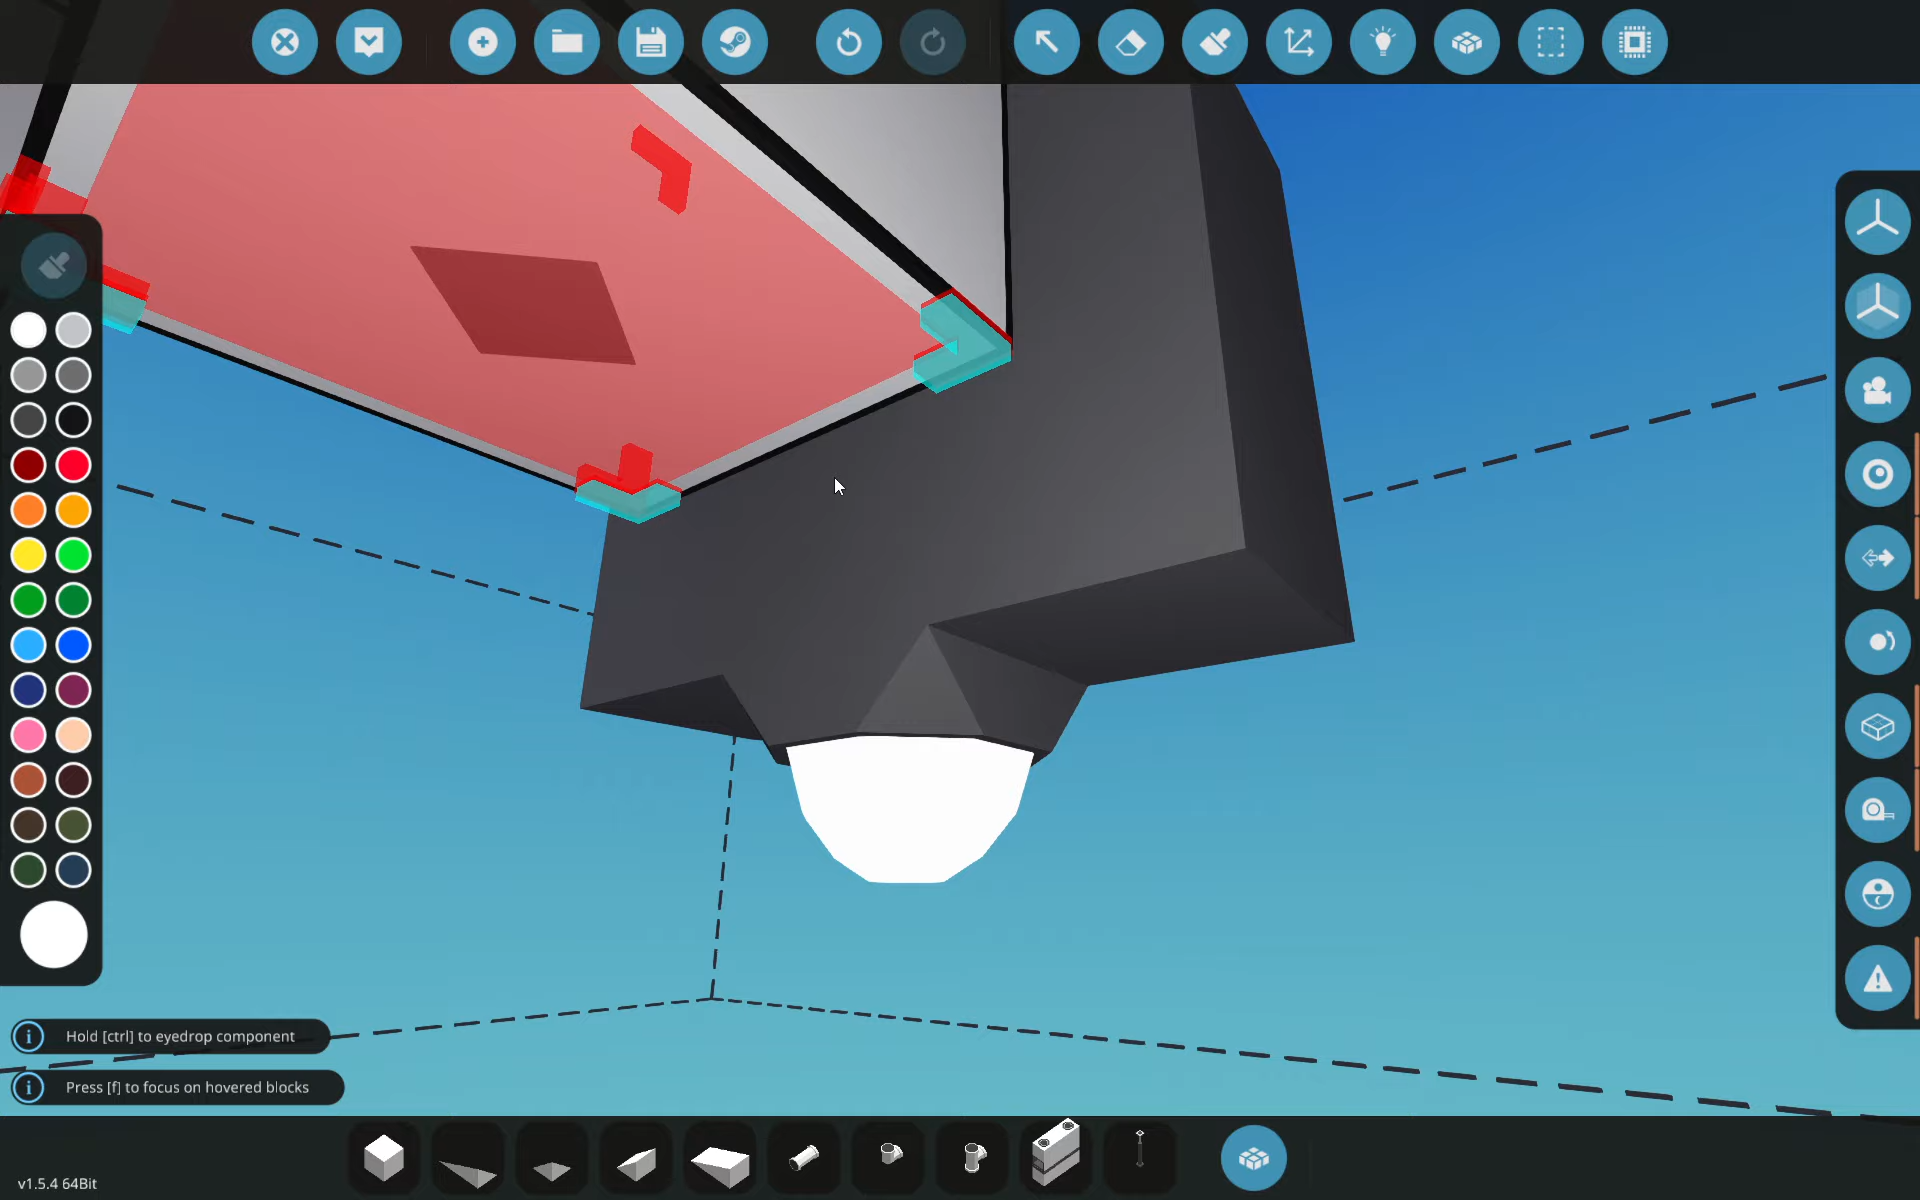 Hold [ctrl] to eyedrop component
Press [f] to focus on hovered blocks
v1.5.4 64Bit